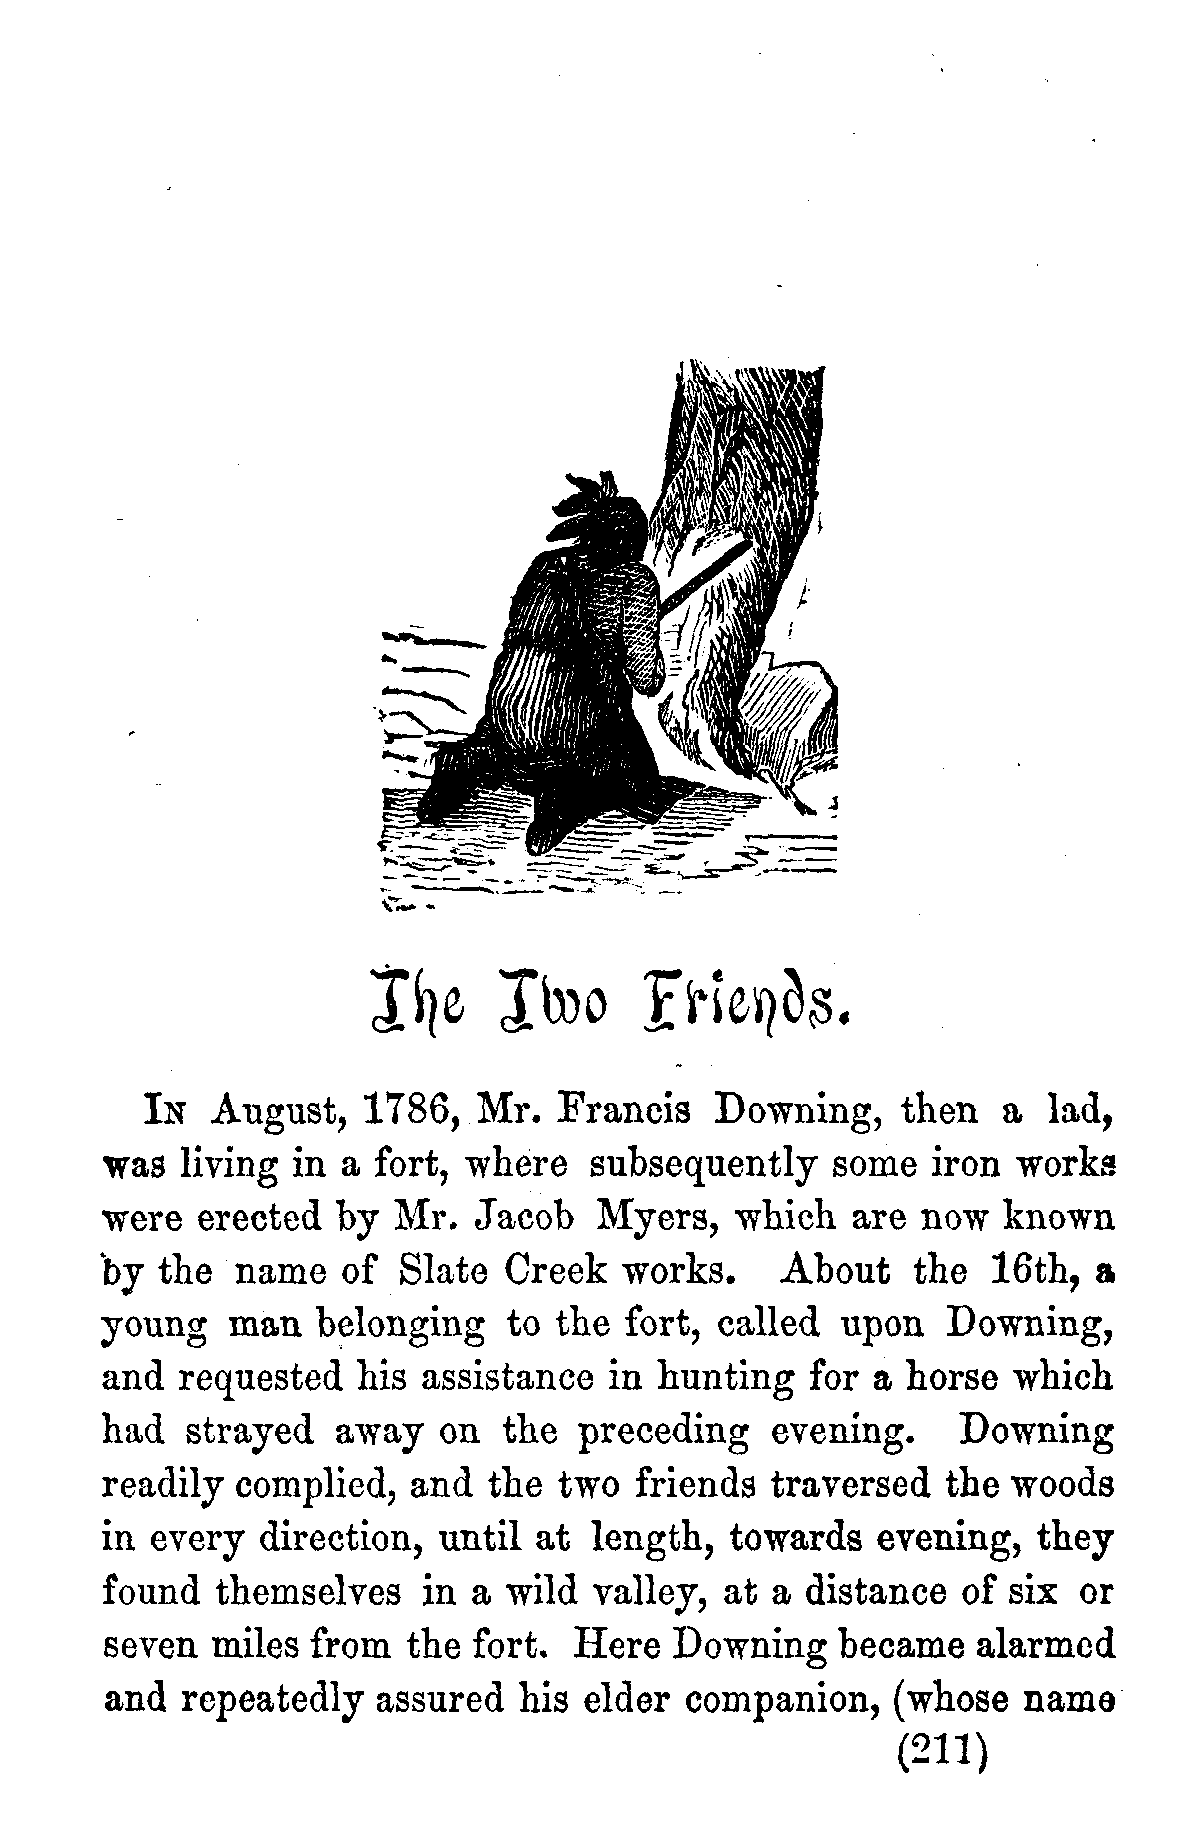 The Two Friends.
In August, 1786, Mr. Francis Downing, then a lad,
was living in a fort, where subsequently some iron works
were erected by Mr. Jacob Myers, which are now known
by the name of Slate Creek works. About the 16th, a
young man belonging to the fort, called upon Downing,
and requested his assistance in hunting for a horse which
had strayed away on the preceding evening. Downing
readily complied, and the two friends traversed the woods
in every direction, until at length, towards evening, they
found themselves in a wild valley, at a distance of six or
seven miles from the fort. Here Downing became alarmed
and repeatedly assured his elder companion, (whose name
(211)